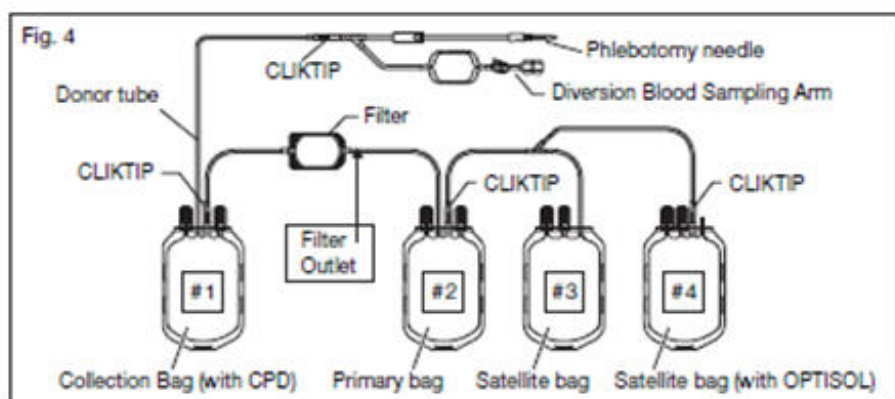 Fig. 4
Phlebotomy needle
CLIKTIP
Diversion Blood Sampling Arm
Donor tube
Filter
CLIKTIP
CLIKTIP
CLIKTIP
Filter
Outlet
#1
#2
#3
#4
Collection Bag (with CPD)
Primary bag
Satellite bag
Satellite bag (with OPTISOL)